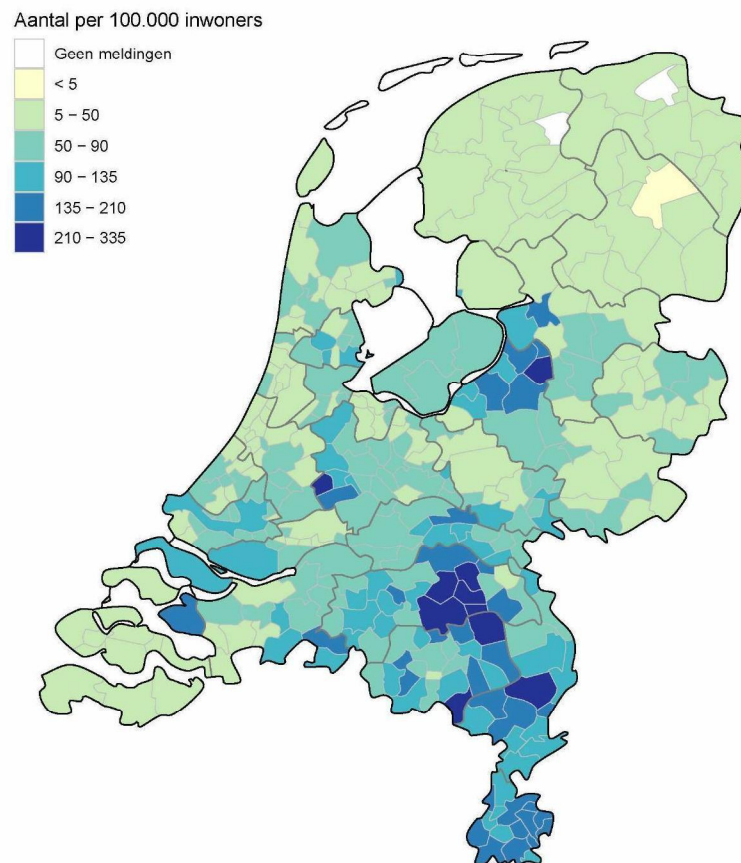 Aantal per 100.000 inwoners
Geen meldingen
< 5
5 − 50
50 − 90
90 − 135
135 − 210
210 − 335